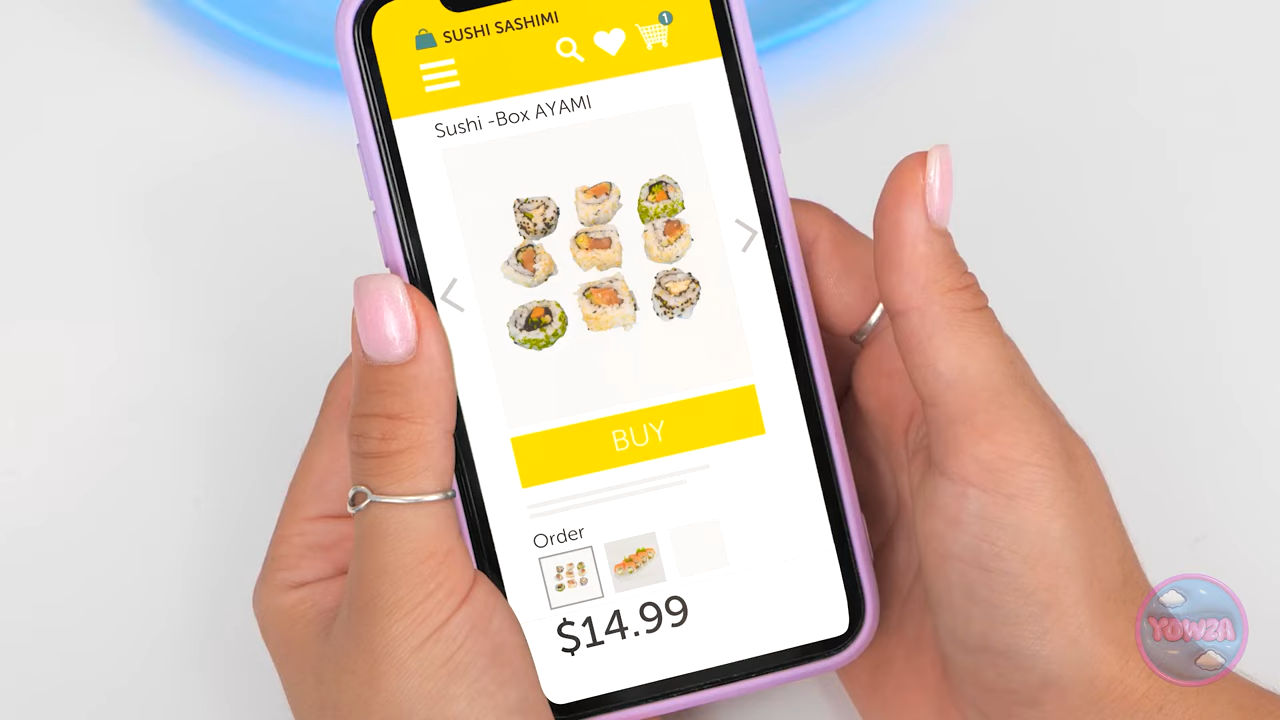 SUSHI SASHIMI
1
Sushi -Box AYAMI
BUY
Order
$14.99
YOWZA